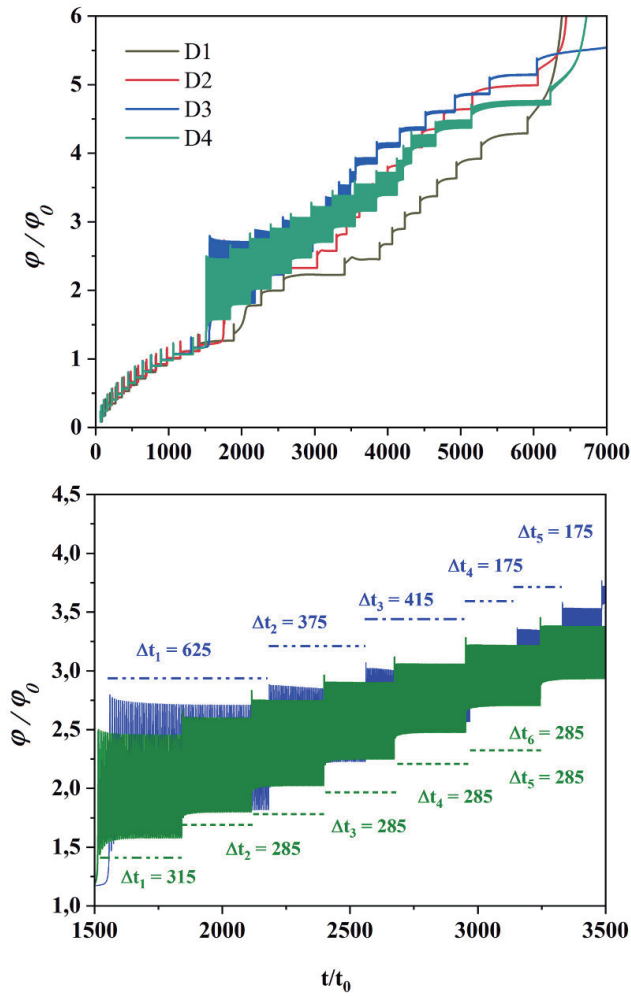 6
5
4
3
2
1
0
φ / φ0
D1
D2
D3
D4
0 1000 2000 3000 4000 5000 6000 7000
4,5
4,0
3,5
3,0
2,5
2,0
1,5
1,0
φ / φ0
Δt5 = 175
Δt4 = 175
Δt3 = 415
Δt2 = 375
Δt1 = 625
Δt6 = 285
Δt5 = 285
Δt4 = 285
Δt3 = 285
Δt2 = 285
Δt1 = 315
1500 2000 2500 3000 3500
t/t0